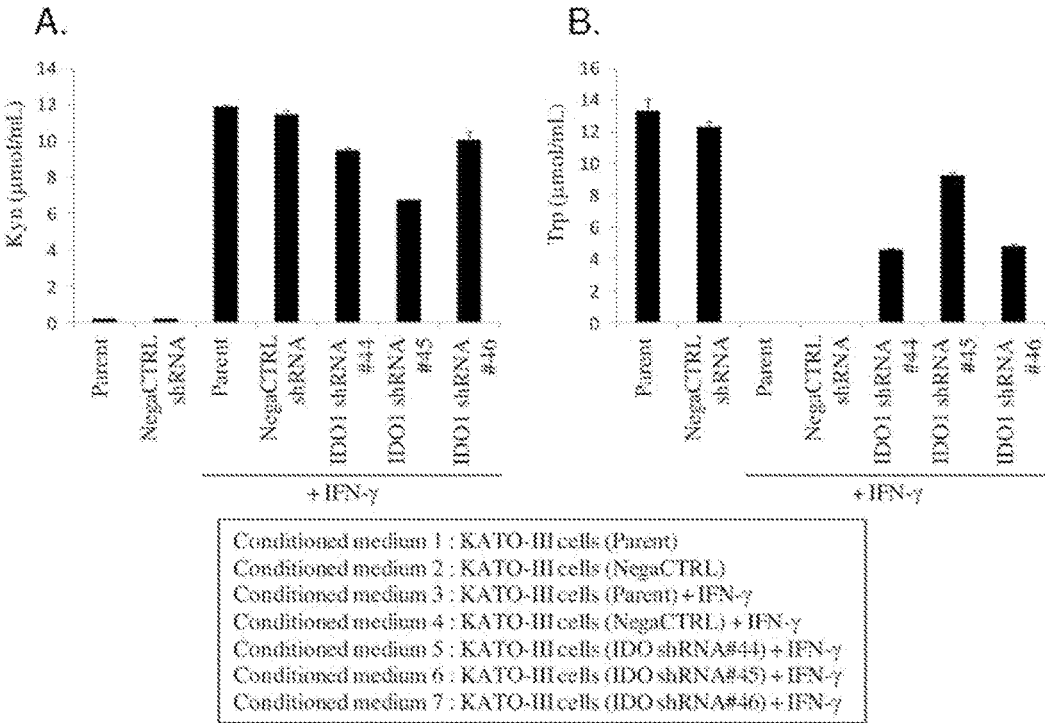 A.
14
12
10
8
6
4
2
0
Kyn (μmol/mL)
Parent
NegaCTRL shRNA
Parent
NegaCTRL shRNA
IDO1 shRNA #44
IDO1 shRNA #45
IDO1 shRNA #46
+ IFN-γ
B.
16
14
12
10
8
6
4
2
0
Trp (μmol/mL)
Parent
NegaCTRL shRNA
Parent
NegaCTRL shRNA
IDO1 shRNA #44
IDO1 shRNA #45
IDO1 shRNA #46
+ IFN-γ
Conditioned medium 1 : KATO-III cells (Parent)
Conditioned medium 2 : KATO-III cells (NegaCTRL)
Conditioned medium 3 : KATO-III cells (Parent) + IFN-γ
Conditioned medium 4 : KATO-III cells (NegaCTRL) + IFN-γ
Conditioned medium 5 : KATO-III cells (IDO shRNA#44) + IFN-γ
Conditioned medium 6 : KATO-III cells (IDO shRNA#45) + IFN-γ
Conditioned medium 7 : KATO-III cells (IDO shRNA#46) + IFN-γ